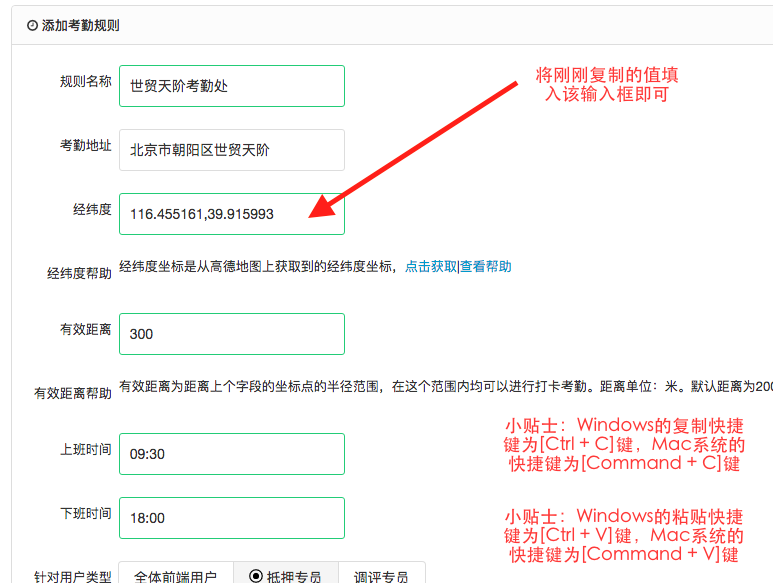 添加考勤规则
将刚刚复制的值填
入该输入框即可
规则名称
世贸天阶考勤处
考勤地址
北京市朝阳区世贸天阶
经纬度
116.455161,39.915993
经纬度帮助
经纬度坐标是从高德地图上获取到的经纬度坐标，点击获取|查看帮助
有效距离
300
有效距离帮助
有效距离为距离上个字段的坐标点的半径范围，在这个范围内均可以进行打卡考勤。距离单位：米。默认距离为200
小贴士：Windows的复制快捷
键为[Ctrl + C]键，Mac系统的
快捷键为[Command + C]键
上班时间
09:30
下班时间
18:00
小贴士：Windows的粘贴快捷
键为[Ctrl + V]键，Mac系统的
快捷键为[Command + V]键
针对用户类型
全体前端用户 抵押专员 调评专员